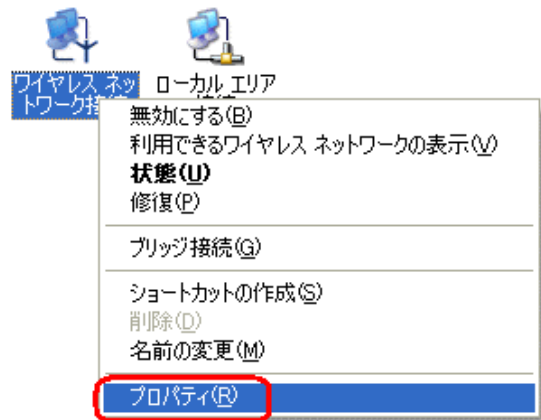 ワイヤレス ネッ
トワーク接
ローカル エリア
無効にする(B)
利用できるワイヤレス ネットワークの表示(V)
状態(U)
修復(P)
ブリッジ接続(G)
ショートカットの作成(S)
削除(D)
名前の変更(M)
プロパティ(R)